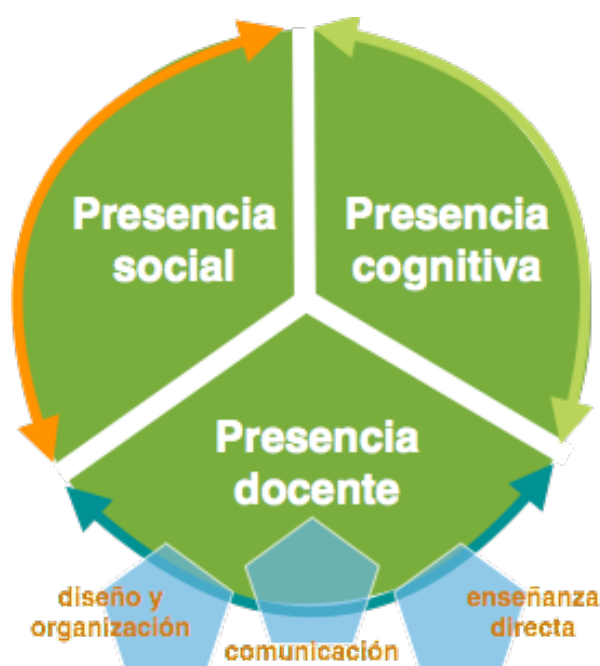 Presencia
social
Presencia
cognitiva
Presencia
docente
diseño y
organización
comunicación
enseñanza
directa